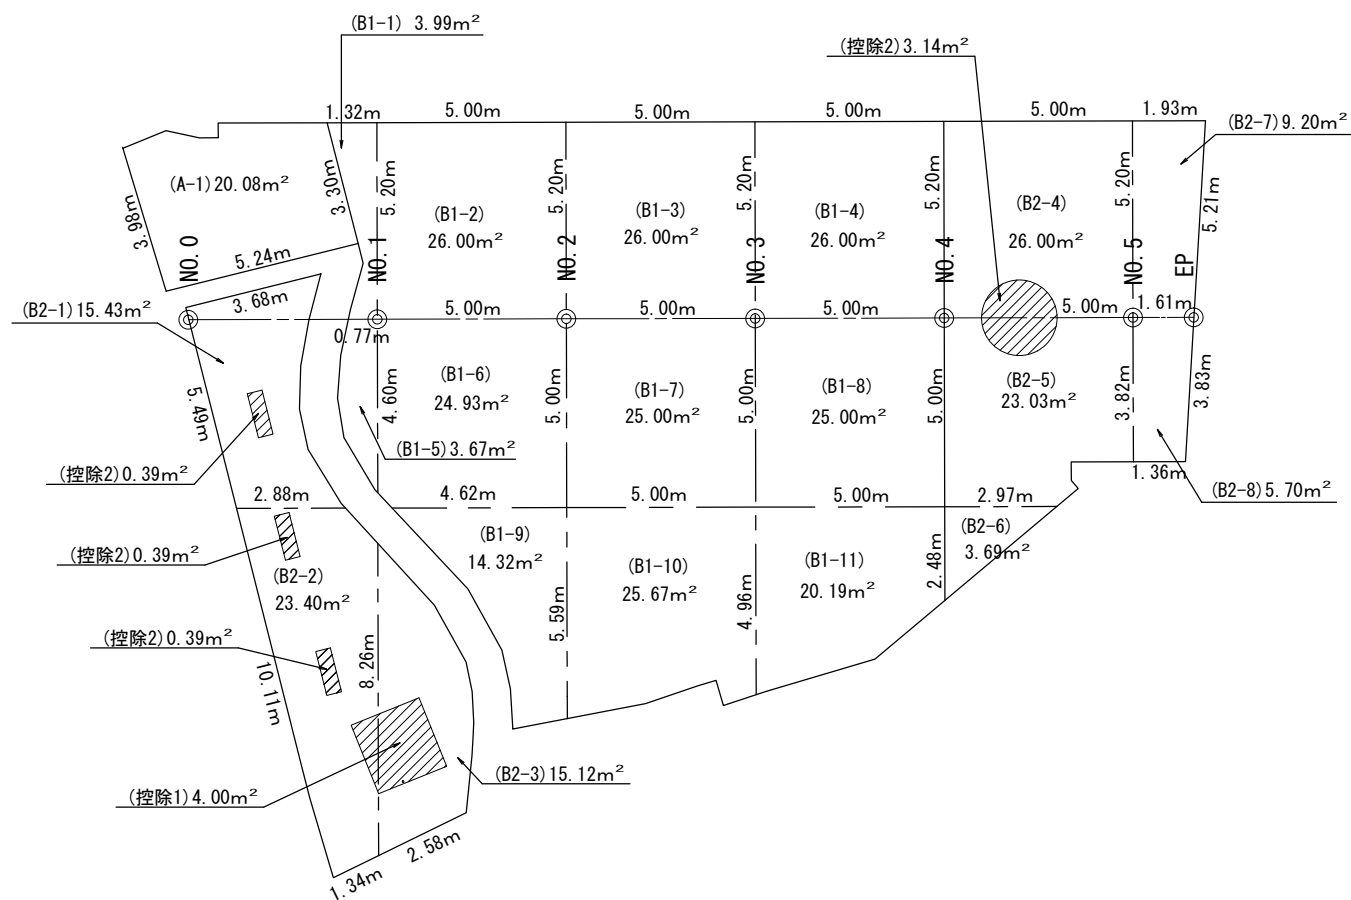 (B1-1) 3.99m²
(控除2)3.14m²
1.32m
5.00m
5.00m
5.00m
5.00m
1.93m
(B2-7)9.20m²
(A-1)20.08m²
3.98m
3.30m
5.20m
(B1-2)
26.00m²
5.20m
(B1-3)
26.00m²
5.20m
(B1-4)
26.00m²
5.20m
(B2-4)
26.00m²
5.20m
5.21m
NO.0
5.24m
NO.1
NO.2
NO.3
NO.4
NO.5
EP
(B2-1)15.43m²
3.68m
0.77m
5.00m
5.00m
5.00m
5.00m
1.61m
5.49m
4.60m
(B1-6)
24.93m²
5.00m
(B1-7)
25.00m²
5.00m
(B1-8)
25.00m²
5.00m
(B2-5)
23.03m²
3.82m
3.83m
(B1-5)3.67m²
(控除2)0.39m²
1.36m
(B2-8)5.70m²
2.88m
4.62m
5.00m
5.00m
2.97m
(控除2)0.39m²
(B2-2)
23.40m²
(B1-9)
14.32m²
5.59m
(B1-10)
25.67m²
4.96m
(B1-11)
20.19m²
2.48m
(B2-6)
3.69m²
(控除2)0.39m²
10.11m
8.26m
(控除1)4.00m²
(B2-3)15.12m²
1.34m
2.58m